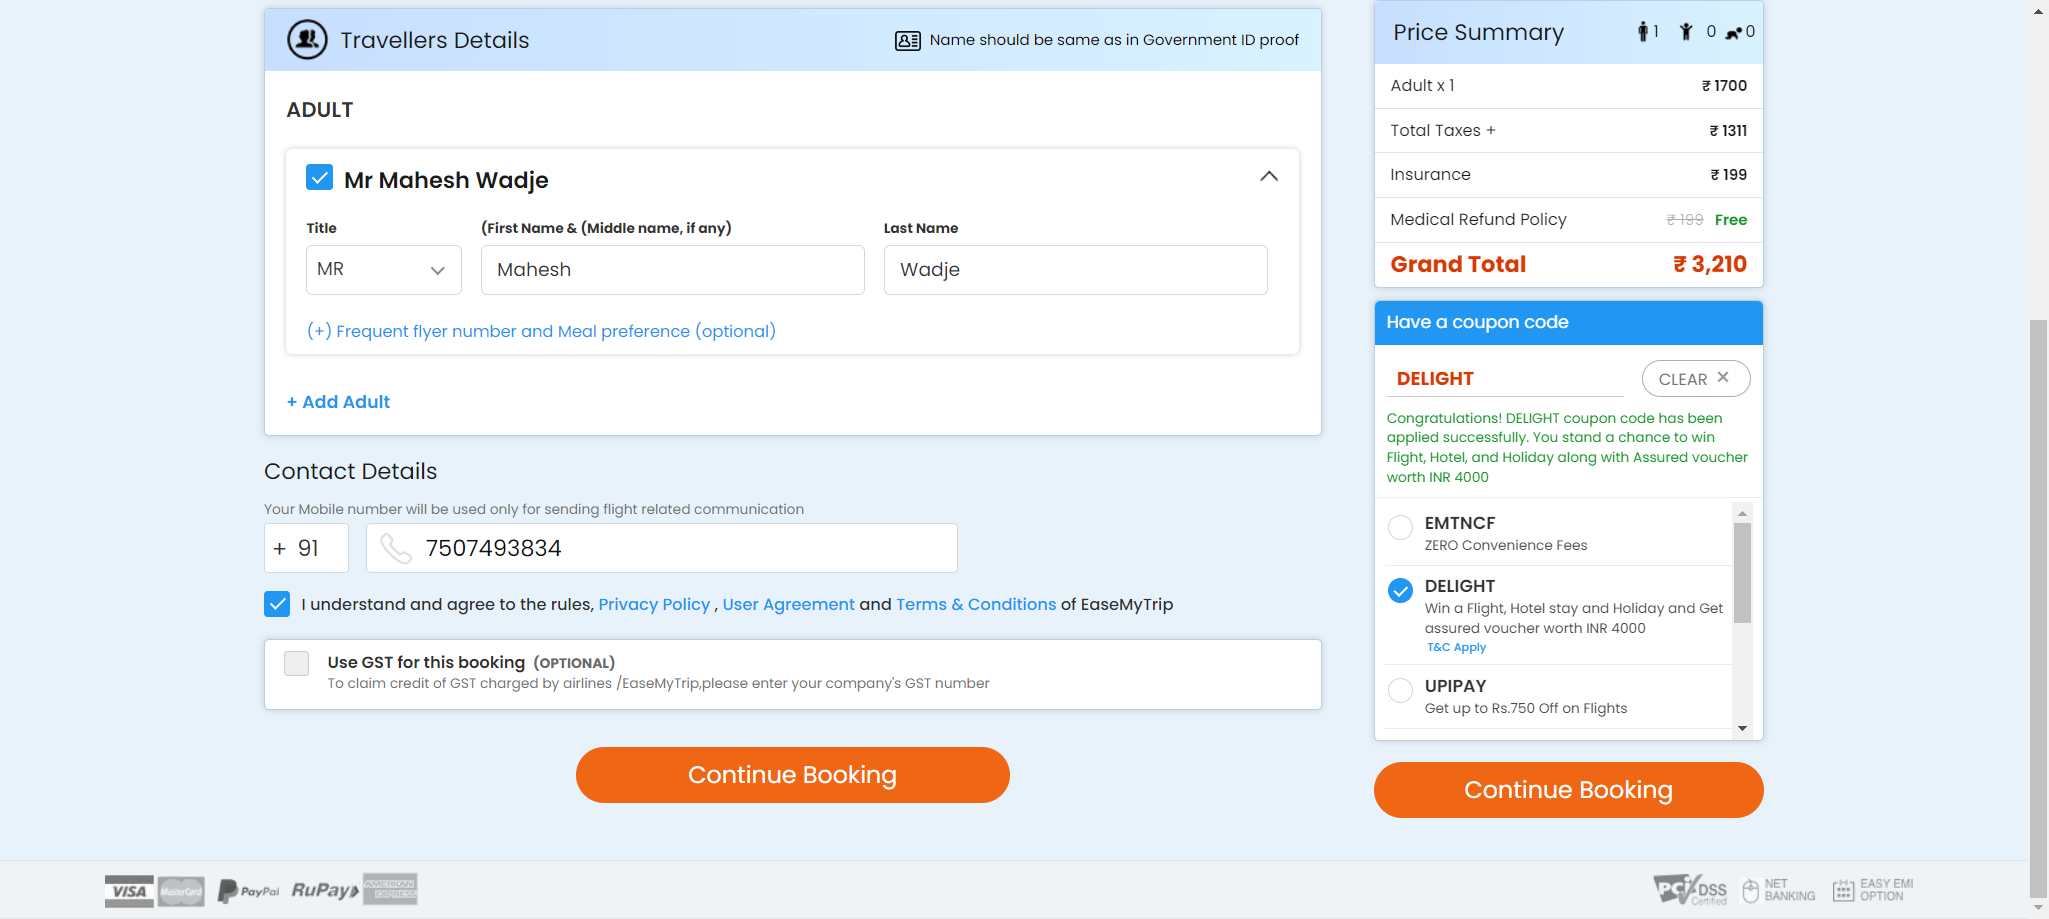 Travellers Details
Name should be same as in Government ID proof
ADULT
Mr Mahesh Wadje
Title
(First Name & (Middle name, if any)
Last Name
MR
Mahesh
Wadje
(+) Frequent flyer number and Meal preference (optional)
+ Add Adult
Contact Details
Your Mobile number will be used only for sending flight related communication
+ 91
7507493834
I understand and agree to the rules, Privacy Policy , User Agreement and Terms & Conditions of EaseMyTrip
Use GST for this booking (OPTIONAL)
To claim credit of GST charged by airlines /EaseMyTrip,please enter your company's GST number
Continue Booking
Price Summary
1 0 0
Adult x 1 ₹ 1700
Total Taxes + ₹ 1311
Insurance ₹ 199
Medical Refund Policy ₹ 199 Free
Grand Total ₹ 3,210
Have a coupon code
DELIGHT
CLEAR ✕
Congratulations! DELIGHT coupon code has been
applied successfully. You stand a chance to win
Flight, Hotel, and Holiday along with Assured voucher
worth INR 4000
EMTNCF
ZERO Convenience Fees
DELIGHT
Win a Flight, Hotel stay and Holiday and Get
assured voucher worth INR 4000
T&C Apply
UPIPAY
Get up to Rs.750 Off on Flights
Continue Booking
VISA
MasterCard
PayPal
RuPay
AMERICAN
EXPRESS
PCI DSS
Certified
NET
BANKING
EASY EMI
OPTION